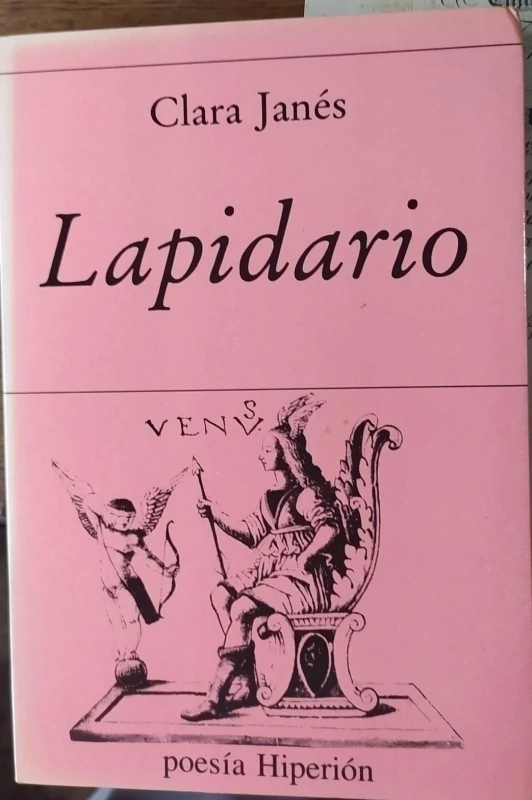 Clara Janés
Lapidario
VENVS
poesía Hiperión